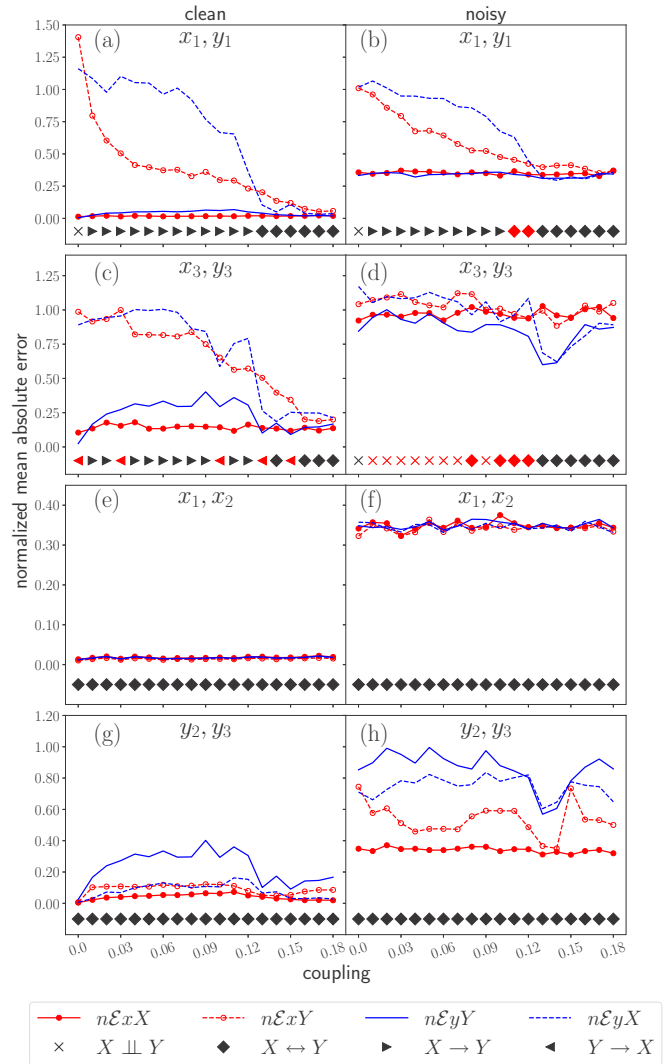 clean noisy
(a) x₁, y₁ (b) x₁, y₁
1.50
1.25
1.00
0.75
0.50
0.25
0.00
(c) x₃, y₃ (d) x₃, y₃
1.25
1.00
0.75
0.50
0.25
0.00
normalized mean absolute error
(e) x₁, x₂ (f) x₁, x₂
0.40
0.30
0.20
0.10
0.00
(g) y₂, y₃ (h) y₂, y₃
1.20
1.00
0.80
0.60
0.40
0.20
0.00
0.0 0.03 0.06 0.09 0.12 0.15 0.18 0.0 0.03 0.06 0.09 0.12 0.15 0.18
coupling coupling
nℰxX nℰxY nℰyY nℰyX
X ⫫ Y X ↔ Y X → Y Y → X